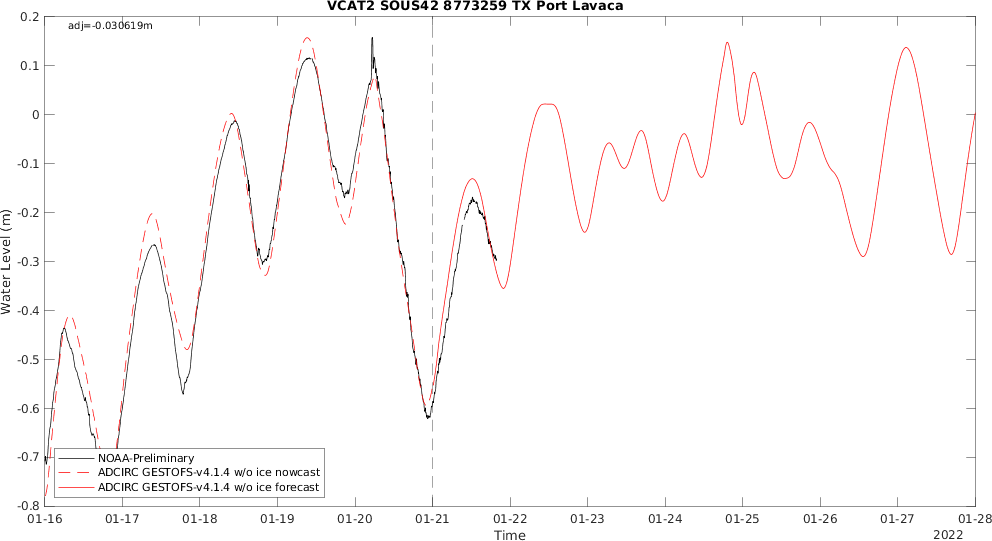 VCAT2 SOUS42 8773259 TX Port Lavaca
adj=-0.030619m
0.2
0.1
0
-0.1
-0.2
-0.3
-0.4
-0.5
-0.6
-0.7
-0.8
Water Level (m)
NOAA-Preliminary
ADCIRC GESTOFS-v4.1.4 w/o ice nowcast
ADCIRC GESTOFS-v4.1.4 w/o ice forecast
01-16 01-17 01-18 01-19 01-20 01-21 01-22 01-23 01-24 01-25 01-26 01-27 01-28
Time
2022